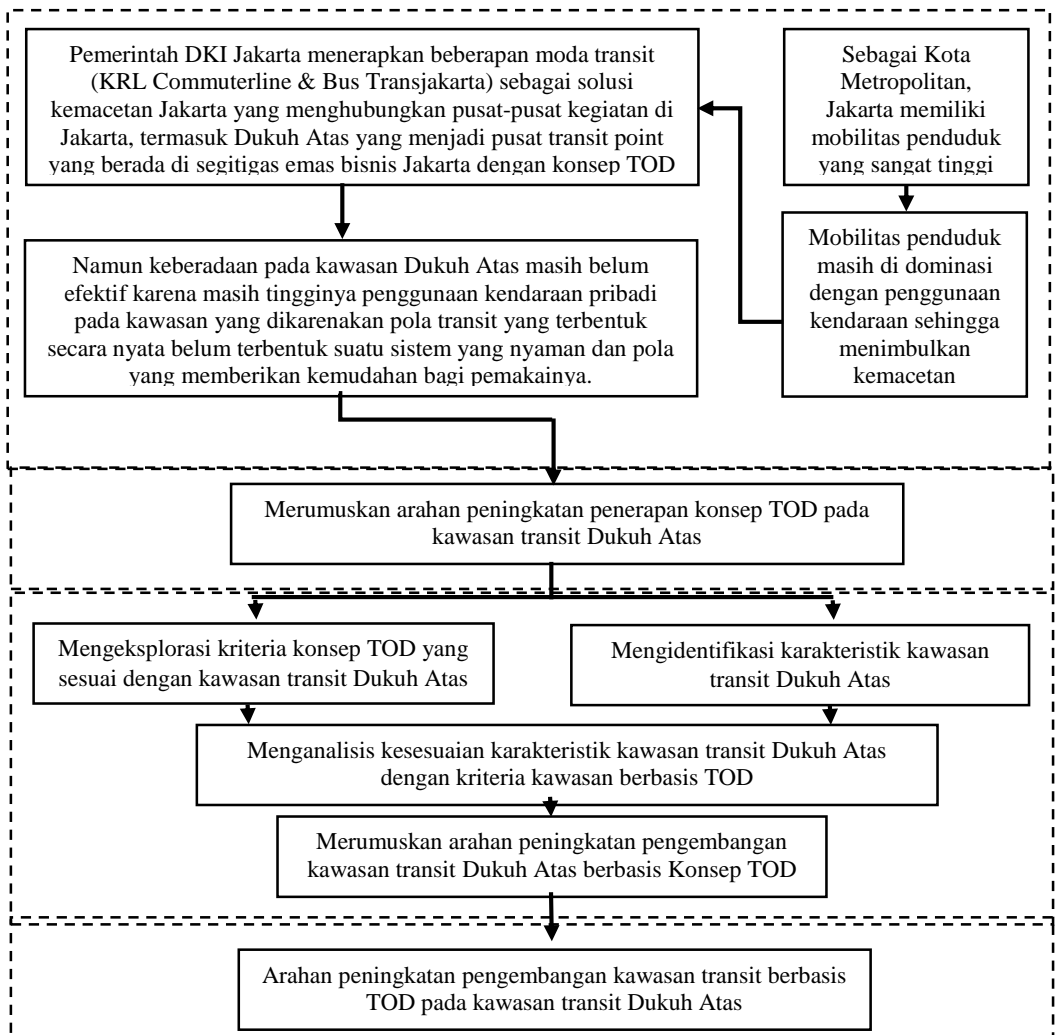 Pemerintah DKI Jakarta menerapkan beberapan moda transit
(KRL Commuterline & Bus Transjakarta) sebagai solusi
kemacetan Jakarta yang menghubungkan pusat-pusat kegiatan di
Jakarta, termasuk Dukuh Atas yang menjadi pusat transit point
yang berada di segitigas emas bisnis Jakarta dengan konsep TOD
Sebagai Kota
Metropolitan,
Jakarta memiliki
mobilitas penduduk
yang sangat tinggi
Mobilitas penduduk
masih di dominasi
dengan penggunaan
kendaraan sehingga
menimbulkan
kemacetan
Namun keberadaan pada kawasan Dukuh Atas masih belum
efektif karena masih tingginya penggunaan kendaraan pribadi
pada kawasan yang dikarenakan pola transit yang terbentuk
secara nyata belum terbentuk suatu sistem yang nyaman dan pola
yang memberikan kemudahan bagi pemakainya.
Merumuskan arahan peningkatan penerapan konsep TOD pada
kawasan transit Dukuh Atas
Mengeksplorasi kriteria konsep TOD yang
sesuai dengan kawasan transit Dukuh Atas
Mengidentifikasi karakteristik kawasan
transit Dukuh Atas
Menganalisis kesesuaian karakteristik kawasan transit Dukuh Atas
dengan kriteria kawasan berbasis TOD
Merumuskan arahan peningkatan pengembangan
kawasan transit Dukuh Atas berbasis Konsep TOD
Arahan peningkatan pengembangan kawasan transit berbasis
TOD pada kawasan transit Dukuh Atas